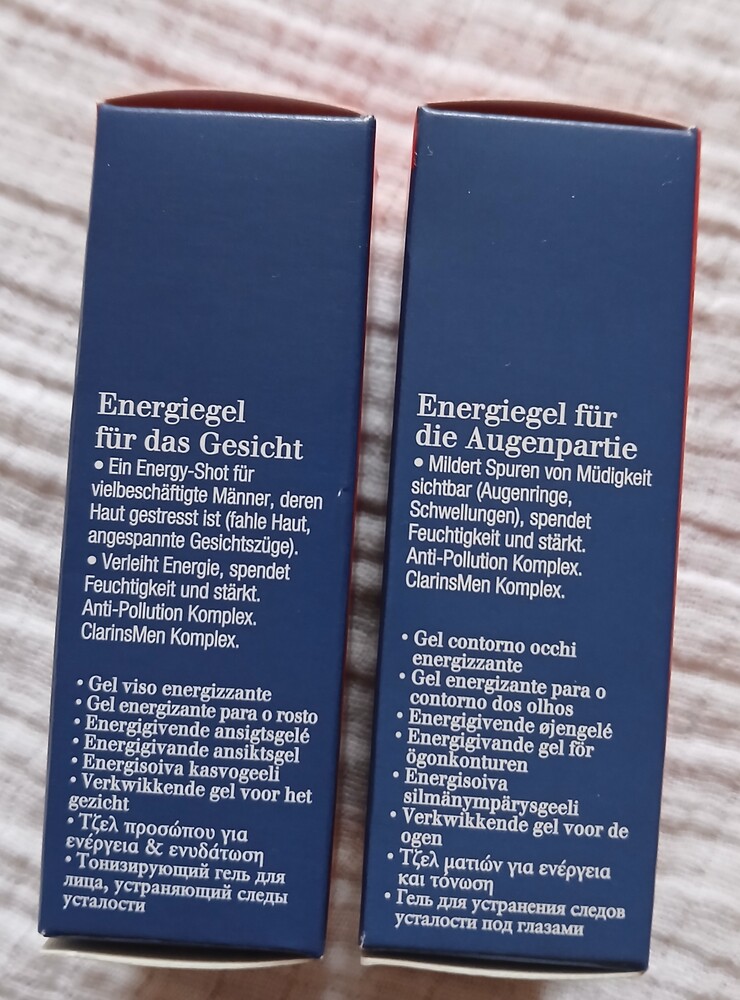 Energiegel
für das Gesicht
• Ein Energy-Shot für
vielbeschäftigte Männer, deren
Haut gestresst ist (fahle Haut,
angespannte Gesichtszüge).
• Verleiht Energie, spendet
Feuchtigkeit und stärkt.
Anti-Pollution Komplex.
ClarinsMen Komplex.
• Gel viso energizzante
• Gel energizante para o rosto
• Energigivende ansigtsgelé
• Energigivande ansiktsgel
• Energisoiva kasvogeeli
• Verkwikkende gel voor het
gezicht
• Τζελ προσώπου για
ενέργεια & ενυδάτωση
• Тонизирующий гель для
лица, устраняющий следы
усталости
Energiegel für
die Augenpartie
• Mildert Spuren von Müdigkeit
sichtbar (Augenringe,
Schwellungen), spendet
Feuchtigkeit und stärkt.
Anti-Pollution Komplex.
ClarinsMen Komplex.
• Gel contorno occhi
energizzante
• Gel energizante para o
contorno dos olhos
• Energigivende øjengelé
• Energigivande gel för
ögonkonturen
• Energisoiva
silmänympärysgeeli
• Verkwikkende gel voor de
ogen
• Τζελ ματιών για ενέργεια
και τόνωση
• Гель для устранения следов
усталости под глазами